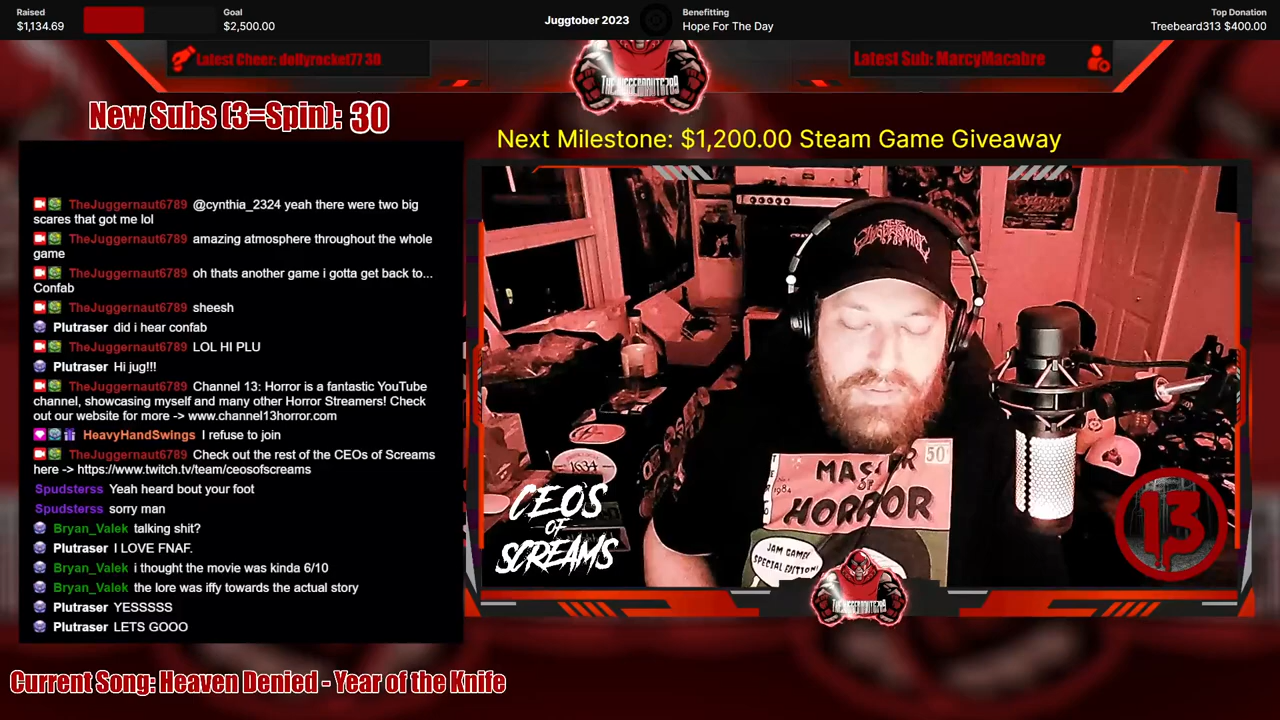 Raised
$1,134.69
Goal
$2,500.00
Juggtober 2023
Benefitting
Hope For The Day
Top Donation
Treebeard313 $400.00
Latest Cheer: dollyrocket77 30
THEJUGGERNAUT6789
Latest Sub: MarcyMacabre
New Subs (3=Spin): 30
Next Milestone: $1,200.00 Steam Game Giveaway
TheJuggernaut6789 @cynthia_2324 yeah there were two big
scares that got me lol
TheJuggernaut6789 amazing atmosphere throughout the whole
game
TheJuggernaut6789 oh thats another game i gotta get back to...
Confab
TheJuggernaut6789 sheesh
Plutraser did i hear confab
TheJuggernaut6789 LOL HI PLU
Plutraser Hi jug!!!
TheJuggernaut6789 Channel 13: Horror is a fantastic YouTube
channel, showcasing myself and many other Horror Streamers! Check
out our website for more -> www.channel13horror.com
HeavyHandSwings I refuse to join
TheJuggernaut6789 Check out the rest of the CEOs of Screams
here -> https://www.twitch.tv/team/ceosofscreams
Spudsterss Yeah heard bout your foot
Spudsterss sorry man
Bryan_Valek talking shit?
Plutraser I LOVE FNAF.
Bryan_Valek i thought the movie was kinda 6/10
Bryan_Valek the lore was iffy towards the actual story
Plutraser YESSSSS
Plutraser LETS GOOO
1634
CEOS
OF
SCREAMS
50
1984
OF
HORROR
JAM GAMES
SPECIAL EDITION!
13
THEJUGGERNAUT6789
Current Song: Heaven Denied - Year of the Knife